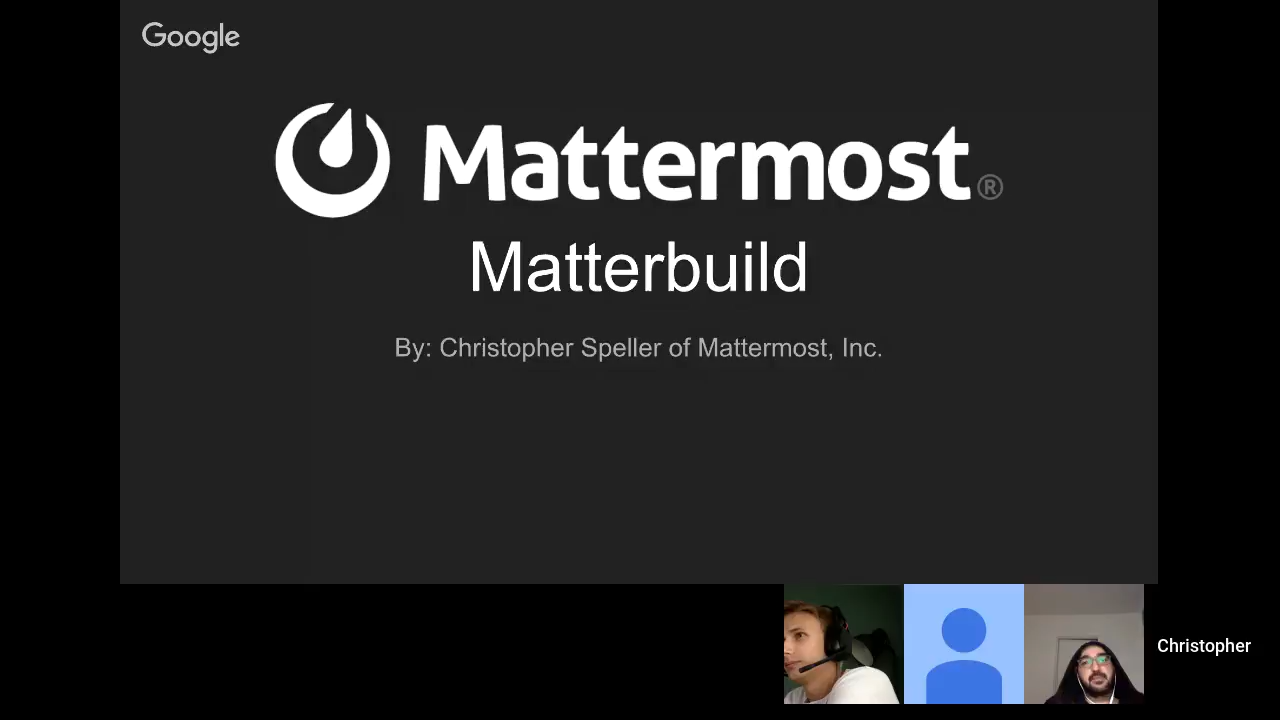 Google
Mattermost®
Matterbuild
By: Christopher Speller of Mattermost, Inc.
Christopher